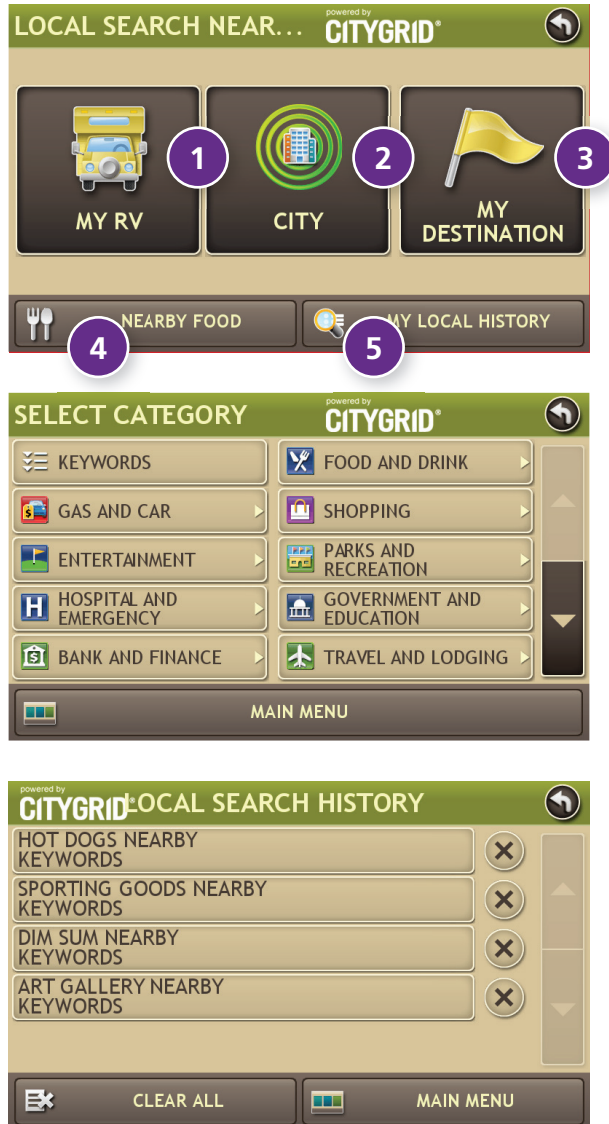 LOCAL SEARCH NEAR...
powered by
CITYGRID®
1
2
3
MY RV
CITY
MY
DESTINATION
NEARBY FOOD
MY LOCAL HISTORY
4
5
SELECT CATEGORY
powered by
CITYGRID®
KEYWORDS
FOOD AND DRINK
GAS AND CAR
SHOPPING
ENTERTAINMENT
PARKS AND
RECREATION
H
HOSPITAL AND
EMERGENCY
GOVERNMENT AND
EDUCATION
BANK AND FINANCE
TRAVEL AND LODGING
MAIN MENU
powered by
CITYGRID®
LOCAL SEARCH HISTORY
HOT DOGS NEARBY
KEYWORDS
SPORTING GOODS NEARBY
KEYWORDS
DIM SUM NEARBY
KEYWORDS
ART GALLERY NEARBY
KEYWORDS
CLEAR ALL
MAIN MENU